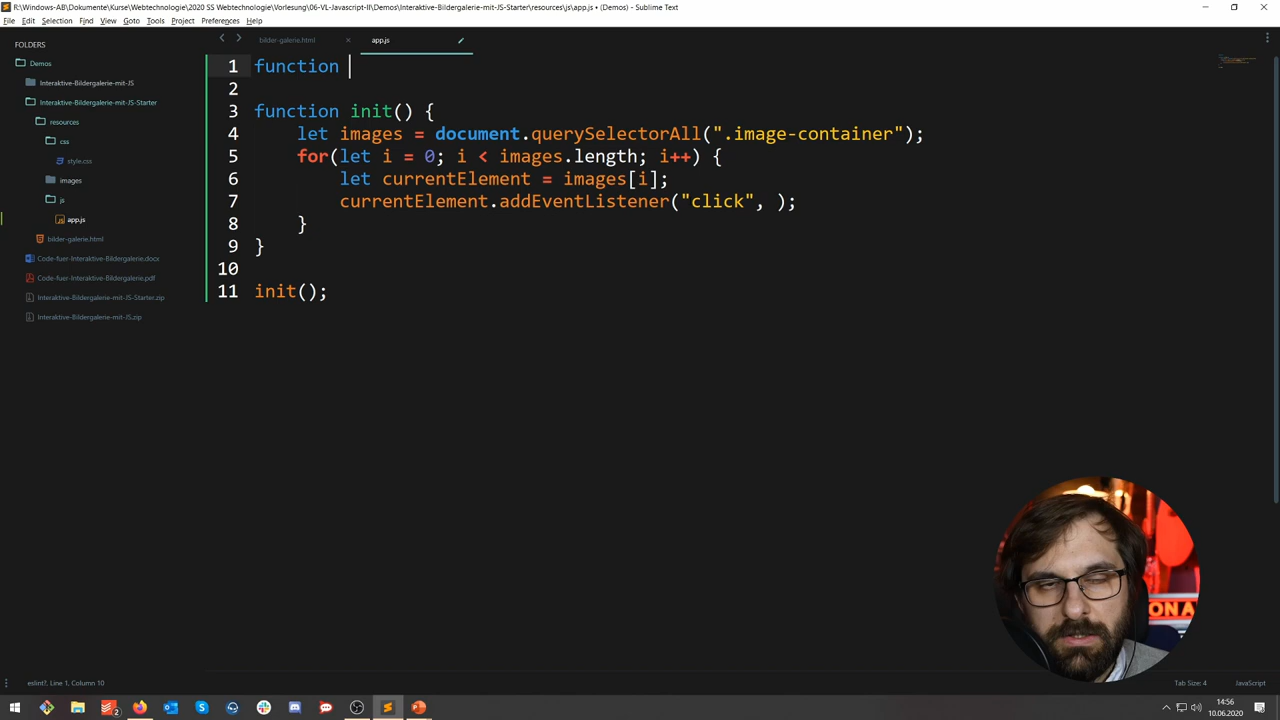 R:\Windows-AB\Dokumente\Kurse\Webtechnologie\2020 SS Webtechnologie\Vorlesung\06-VL-Javascript-II\Demos\Interaktive-Bildergalerie-mit-JS-Starter\resources\js\app.js • (Demos) - Sublime Text
File Edit Selection Find View Goto Tools Project Preferences Help
FOLDERS
Demos
Interaktive-Bildergalerie-mit-JS
Interaktive-Bildergalerie-mit-JS-Starter
resources
css
style.css
images
js
app.js
bilder-galerie.html
Code-fuer-Interaktive-Bildergalerie.docx
Code-fuer-Interaktive-Bildergalerie.pdf
Interaktive-Bildergalerie-mit-JS-Starter.zip
Interaktive-Bildergalerie-mit-JS.zip
bilder-galerie.html app.js
1 function
2
3 function init() {
4 let images = document.querySelectorAll(".image-container");
5 for(let i = 0; i < images.length; i++) {
6 let currentElement = images[i];
7 currentElement.addEventListener("click", );
8 }
9 }
10
11 init();
ON A
eslint?, Line 1, Column 10 Tab Size: 4 JavaScript
2
14:56
10.06.2020